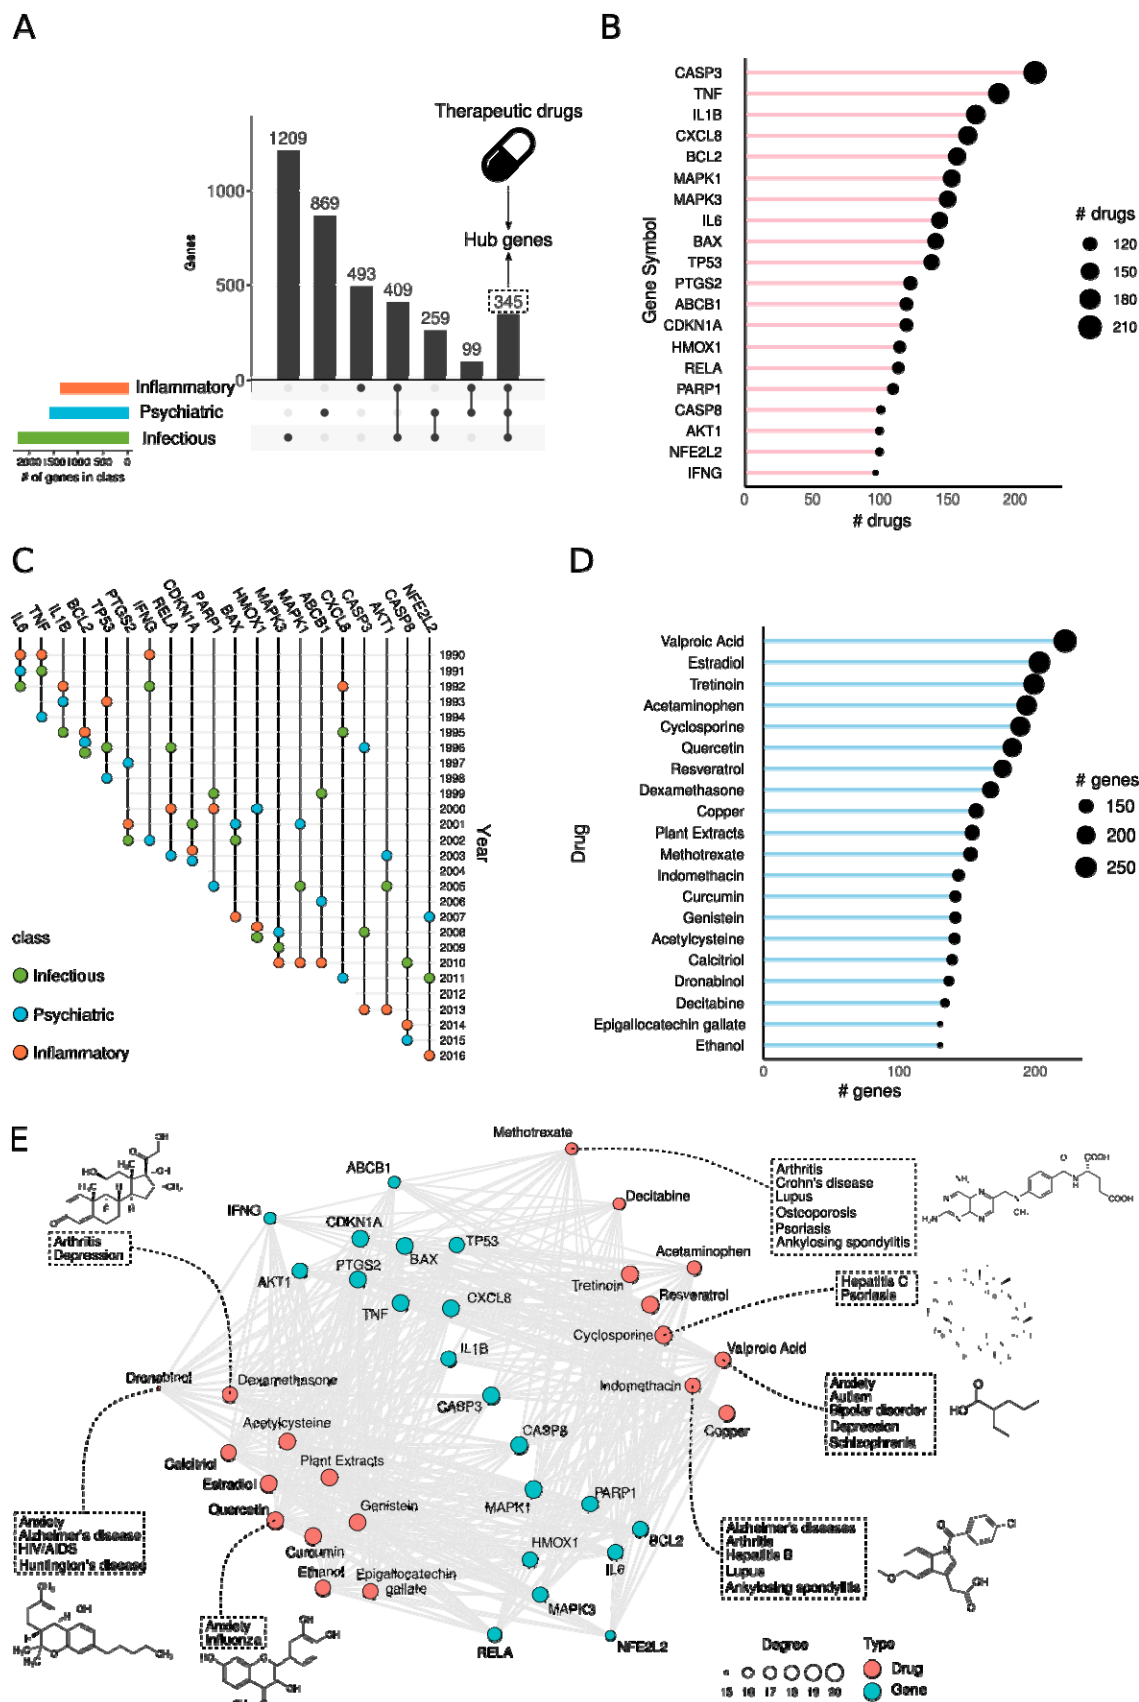 A
Therapeutic drugs
Hub genes
Genes
1000
500
0
1209
869
493
409
259
99
345
Inflammatory
Psychiatric
Infectious
2000 1500 1000 500 0
# of genes in class
B
Gene Symbol
CASP3
TNF
IL1B
CXCL8
BCL2
MAPK1
MAPK3
IL6
BAX
TP53
PTGS2
ABCB1
CDKN1A
HMOX1
RELA
PARP1
CASP8
AKT1
NFE2L2
IFNG
0 50 100 150 200
# drugs
# drugs
120
150
180
210
C
IL6
TNF
IL1B
BCL2
TP53
PTGS2
IFNG
RELA
CDKN1A
PARP1
BAX
HMOX1
MAPK3
MAPK1
ABCB1
CXCL8
CASP3
AKT1
CASP8
NFE2L2
1990
1991
1992
1993
1994
1995
1996
1997
1998
1999
2000
2001
2002
2003
2004
2005
2006
2007
2008
2009
2010
2011
2012
2013
2014
2015
2016
Year
class
Infectious
Psychiatric
Inflammatory
D
Drug
Valproic Acid
Estradiol
Tretinoin
Acetaminophen
Cyclosporine
Quercetin
Resveratrol
Dexamethasone
Copper
Plant Extracts
Methotrexate
Indomethacin
Curcumin
Genistein
Acetylcysteine
Calcitriol
Dronabinol
Decitabine
Epigallocatechin gallate
Ethanol
0 100 200
# genes
# genes
150
200
250
E
Methotrexate
ABCB1
Decitabine
IFNG
CDKN1A
BAX
TP53
Acetaminophen
AKT1
PTGS2
Tretinoin
Resveratrol
TNF
CXCL8
Cyclosporine
IL1B
Valproic Acid
Dronabinol
Dexamethasone
Indomethacin
CASP3
Copper
Acetylcysteine
CASP8
Calcitriol
Plant Extracts
Estradiol
MAPK1
PARP1
Quercetin
Genistein
BCL2
Curcumin
HMOX1
IL6
Ethanol
Epigallocatechin
gallate
MAPK3
RELA
NFE2L2
Arthritis
Depression
Arthritis
Crohn's disease
Lupus
Osteoporosis
Psoriasis
Ankylosing spondylitis
Hepatitis C
Psoriasis
Anxiety
Autism
Bipolar disorder
Depression
Schizophrenia
Anxiety
Alzheimer's disease
HIV/AIDS
Huntington's disease
Alzheimer's diseases
Arthritis
Hepatitis B
Lupus
Ankylosing spondylitis
Anxiety
Influenza
Degree
15 16 17 18 19 20
Type
Drug
Gene